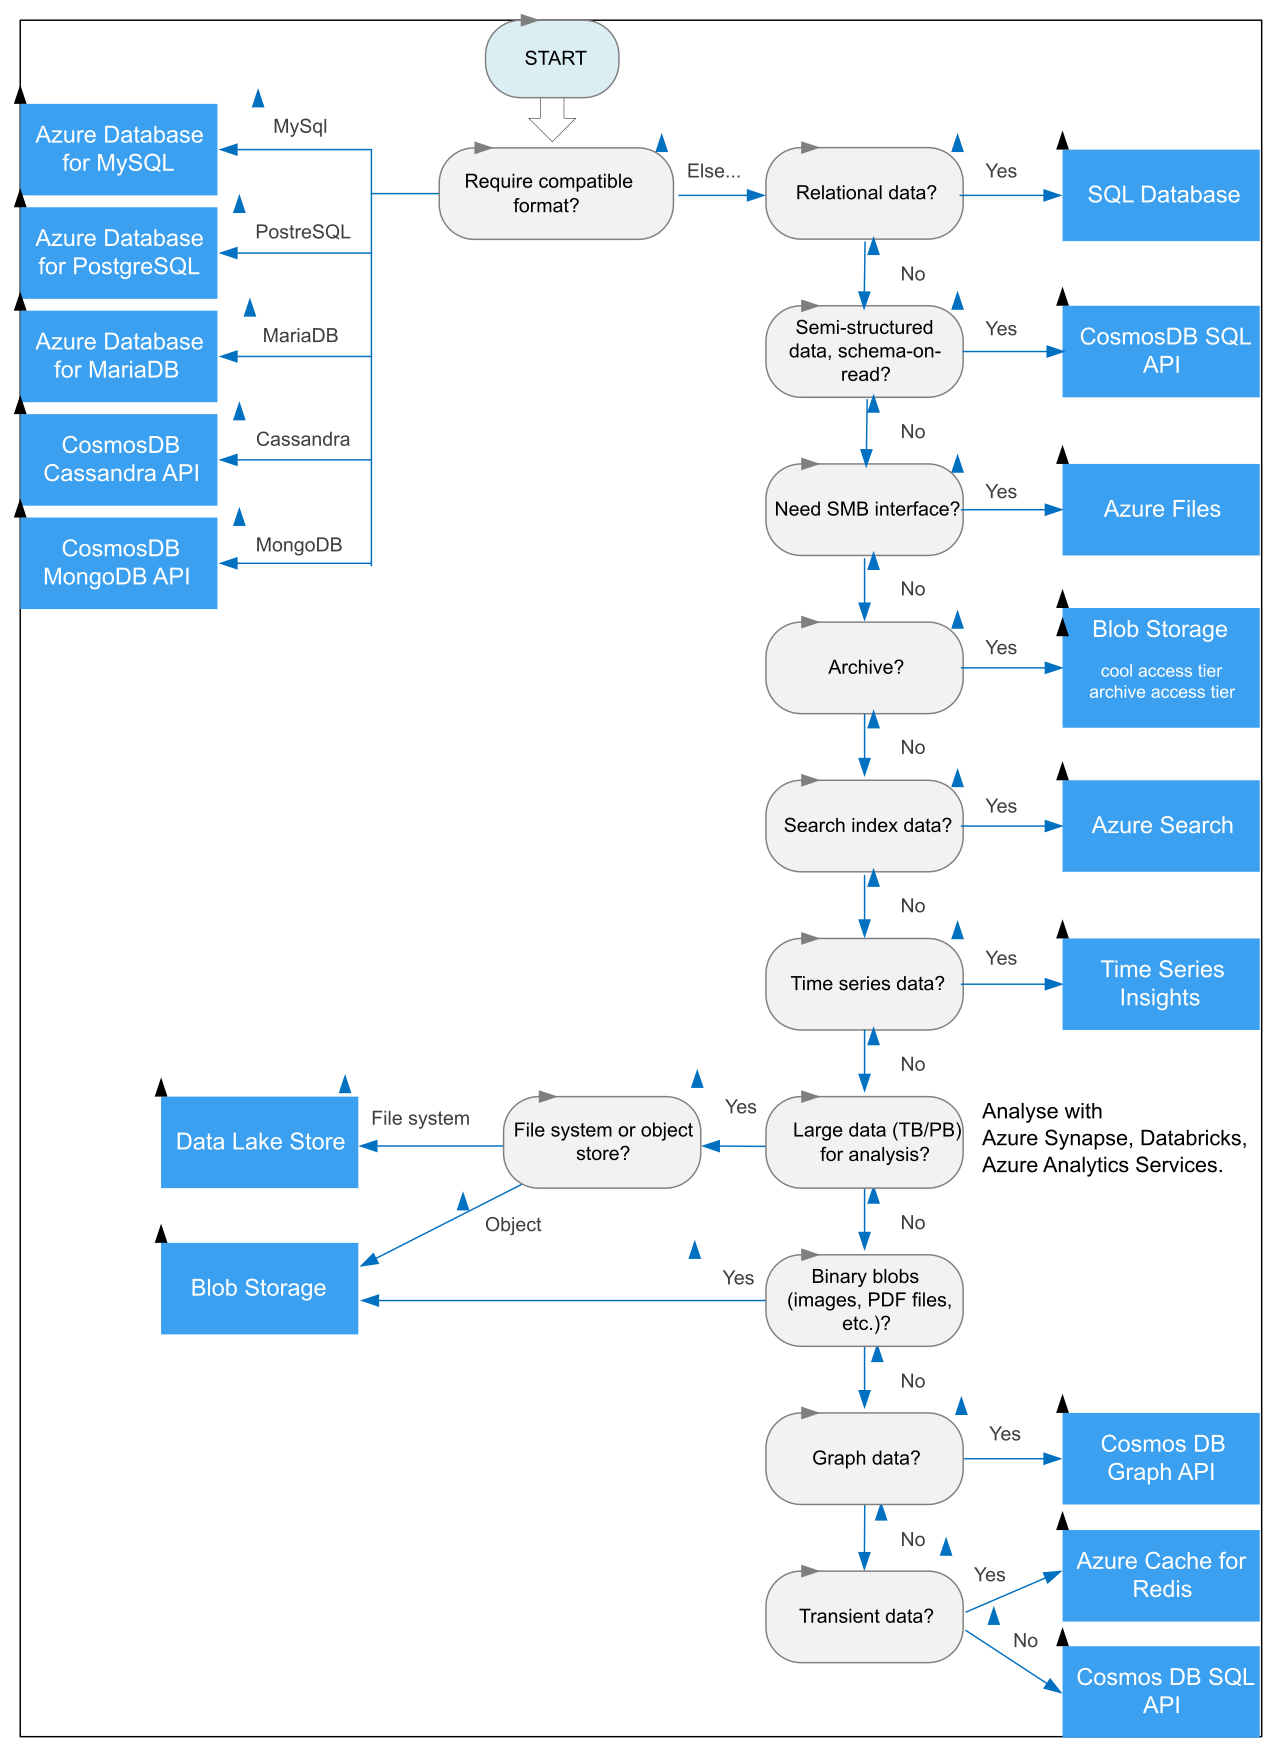 START
Require compatible
format?
MySql
Azure Database
for MySQL
PostreSQL
Azure Database
for PostgreSQL
MariaDB
Azure Database
for MariaDB
Cassandra
CosmosDB
Cassandra API
MongoDB
CosmosDB
MongoDB API
Else...
Relational data?
Yes
SQL Database
No
Semi-structured
data, schema-on-
read?
Yes
CosmosDB SQL
API
No
Need SMB interface?
Yes
Azure Files
No
Archive?
Yes
Blob Storage
cool access tier
archive access tier
No
Search index data?
Yes
Azure Search
No
Time series data?
Yes
Time Series
Insights
No
Large data (TB/PB)
for analysis?
Analyse with
Azure Synapse, Databricks,
Azure Analytics Services.
Yes
File system or object
store?
File system
Data Lake Store
Object
Blob Storage
No
Binary blobs
(images, PDF files,
etc.)?
Yes
No
Graph data?
Yes
Cosmos DB
Graph API
No
Transient data?
Yes
Azure Cache for
Redis
No
Cosmos DB SQL
API